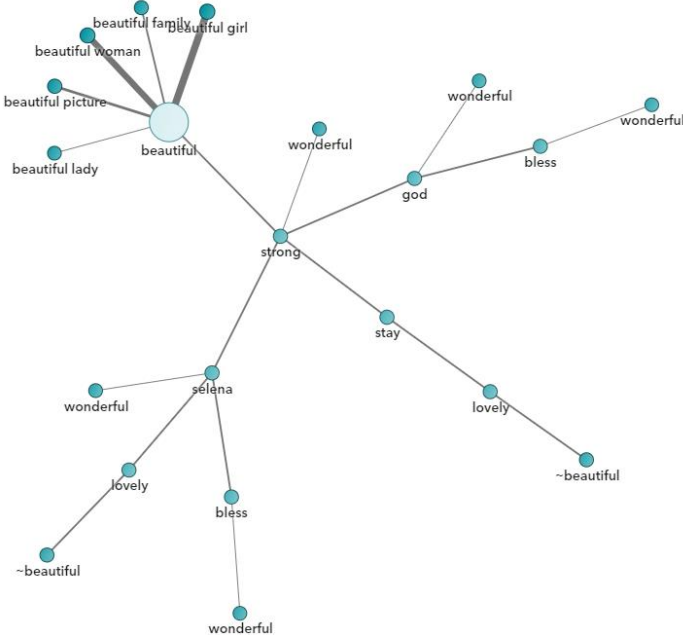 beautiful family
beautiful girl
beautiful woman
beautiful picture
beautiful lady
beautiful
wonderful
wonderful
wonderful
bless
god
strong
stay
selena
wonderful
lovely
~beautiful
lovely
bless
~beautiful
wonderful